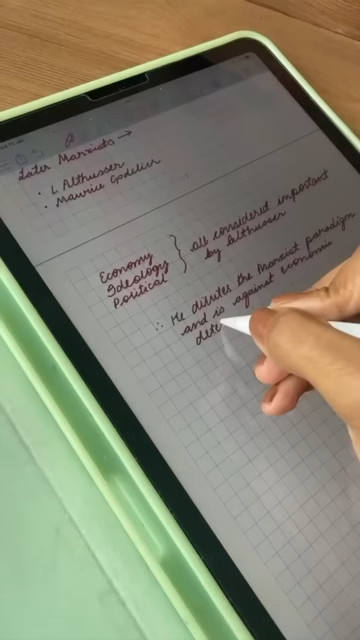 Later Marxists →
· L Althusser
· Maurice Godelier
Economy
Ideology
Political
all considered important
by Althusser
∴ He dilutes the Marxist paradigm
and is against economic
dete